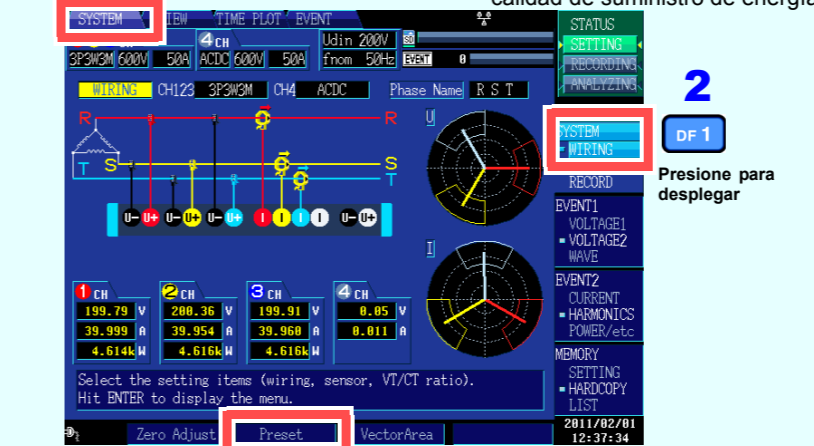 calidad de suministro de energía
SYSTEM VIEW TIME PLOT EVENT
STATUS
SETTING
RECORDING
ANALYZING
CH 4 CH Udin 200V SD
3P3W3M 600V 50A ACDC 600V 50A fnom 50Hz EVENT 0
WIRING CH123 3P3W3M CH4 ACDC Phase Name R S T
R R U
S S
T T
U- U+ U- U+ U- U+ I I I I U- U+
I
1 CH 2 CH 3 CH 4 CH
199.79 V 200.36 V 199.91 V 0.05 V
39.999 A 39.954 A 39.960 A 0.011 A
4.614k W 4.616k W 4.616k W
Select the setting items (wiring, sensor, VT/CT ratio).
Hit ENTER to display the menu.
Zero Adjust Preset VectorArea
SYSTEM
WIRING
RECORD
EVENT1
VOLTAGE1
VOLTAGE2
WAVE
EVENT2
CURRENT
HARMONICS
POWER/etc
MEMORY
SETTING
HARDCOPY
LIST
2011/02/01
12:37:34
2
DF 1
Presione para
desplegar